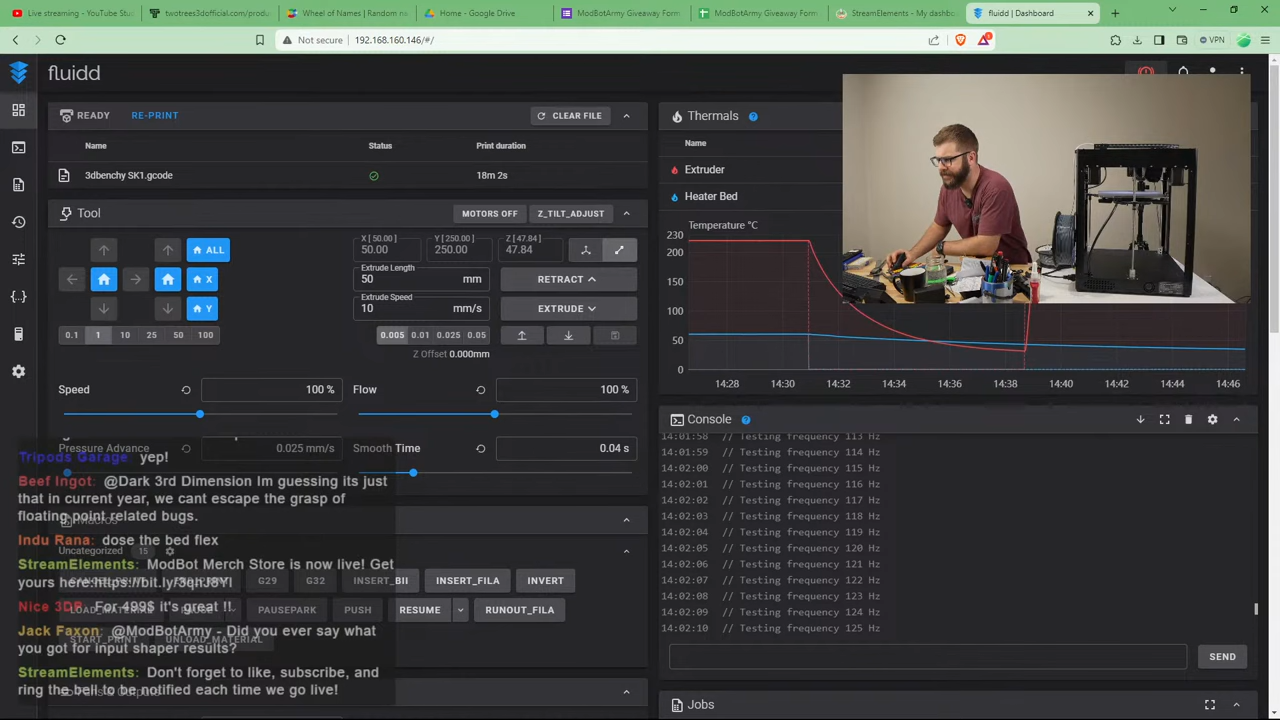 Live streaming - YouTube Stud
twotrees3dofficial.com/produ
Wheel of Names | Random na
Home - Google Drive
ModBotArmy Giveaway Form
ModBotArmy Giveaway Form
StreamElements - My dashbo
fluidd | Dashboard
Not secure
192.168.160.146/#/
1
VPN
fluidd
READY
RE-PRINT
CLEAR FILE
Name
Status
Print duration
3dbenchy SK1.gcode
18m 2s
Tool
MOTORS OFF
Z_TILT_ADJUST
ALL
X
Y
X [ 50.00 ]
50.00
Y [ 250.00 ]
250.00
Z [ 47.84 ]
47.84
Extrude Length
50
mm
RETRACT
Extrude Speed
10
mm/s
EXTRUDE
0.1
1
10
25
50
100
0.005
0.01
0.025
0.05
Z Offset 0.000mm
Speed
100 %
Flow
100 %
Pressure Advance
0.025 mm/s
Smooth Time
0.04 s
Tripods Garage: yep!
Beef Ingot: @Dark 3rd Dimension Im guessing its just
that in current year, we cant escape the grasp of
floating point related bugs.
Macros
Indu Rana: dose the bed flex
Uncategorized
15
StreamElements: ModBot Merch Store is now live! Get
yours here: https://bit.ly/0qUJ8YI
G29
G32
INSERT_BII
INSERT_FILA
INVERT
Nice 3DP: For 499$ it's great !!
PAUSEPARK
PUSH
RESUME
RUNOUT_FILA
Jack Faxon: @ModBotArmy - Did you ever say what
you got for input shaper results?
START_PRINT
UNLOAD_MATERIAL
StreamElements: Don't forget to like, subscribe, and
ring the bell to be notified each time we go live!
Thermals
Name
Extruder
Heater Bed
Temperature °C
230
200
150
100
50
0
14:28
14:30
14:32
14:34
14:36
14:38
14:40
14:42
14:44
14:46
Console
14:01:58 // Testing frequency 113 Hz
14:01:59 // Testing frequency 114 Hz
14:02:00 // Testing frequency 115 Hz
14:02:01 // Testing frequency 116 Hz
14:02:02 // Testing frequency 117 Hz
14:02:03 // Testing frequency 118 Hz
14:02:04 // Testing frequency 119 Hz
14:02:05 // Testing frequency 120 Hz
14:02:06 // Testing frequency 121 Hz
14:02:07 // Testing frequency 122 Hz
14:02:08 // Testing frequency 123 Hz
14:02:09 // Testing frequency 124 Hz
14:02:10 // Testing frequency 125 Hz
SEND
Jobs